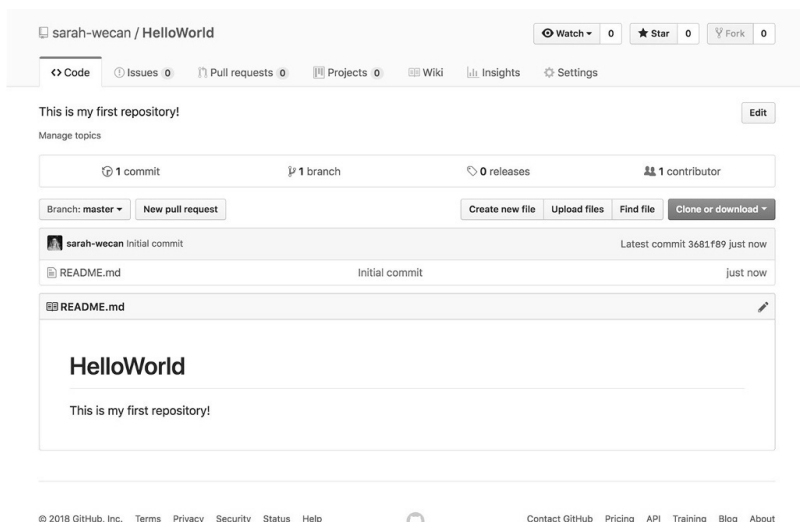 sarah-wecan / HelloWorld Watch 0 Star 0 Fork 0
Code Issues 0 Pull requests 0 Projects 0 Wiki Insights Settings
This is my first repository! Edit
Manage topics
1 commit 1 branch 0 releases 1 contributor
Branch: master New pull request Create new file Upload files Find file Clone or download
sarah-wecan Initial commit Latest commit 3681f89 just now
README.md Initial commit just now
README.md
HelloWorld
This is my first repository!
© 2018 GitHub, Inc. Terms Privacy Security Status Help Contact GitHub Pricing API Training Blog About